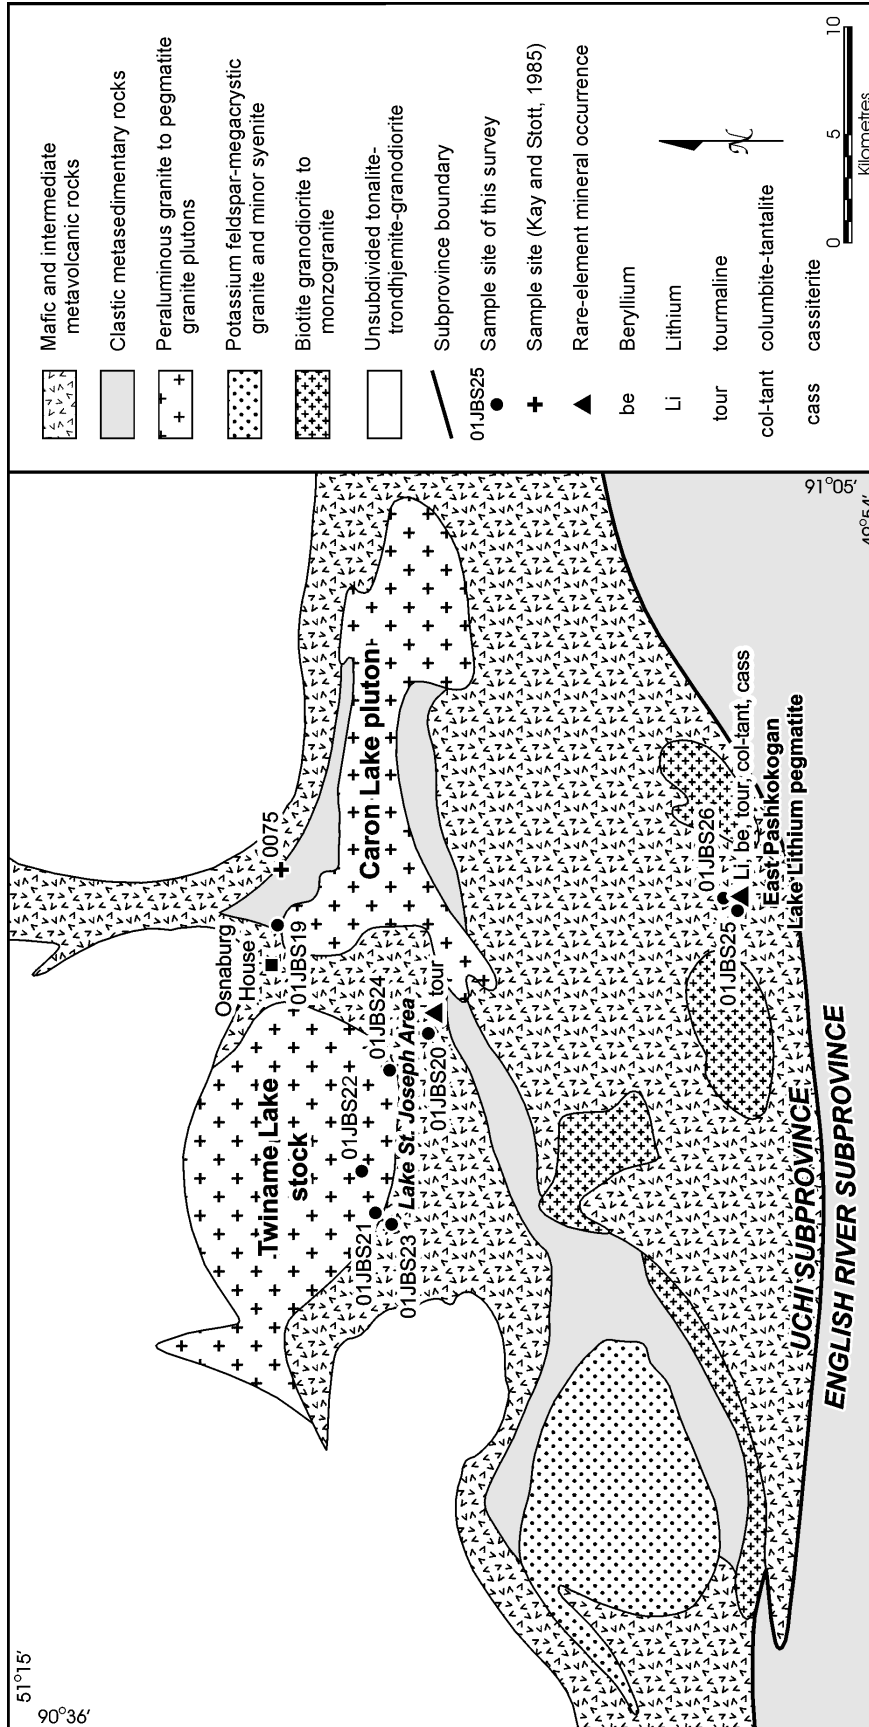 51°15'
90°36'
Twiname Lake
stock
Osnaburg
House
01JBS19
0075
01JBS21
01JBS23
01JBS22
01JBS24
Lake St. Joseph Area
01JBS20
tour
Caron Lake pluton
01JBS25
01JBS26
Li, be, tour, col-tant, cass
East Pashkokogan
Lake Lithium pegmatite
UCHI SUBPROVINCE
ENGLISH RIVER SUBPROVINCE
91°05'
49°54'
Mafic and intermediate
metavolcanic rocks
Clastic metasedimentary rocks
Peraluminous granite to pegmatite
granite plutons
Potassium feldspar-megacrystic
granite and minor syenite
Biotite granodiorite to
monzogranite
Unsubdivided tonalite-
trondhjemite-granodiorite
Subprovince boundary
01JBS25 Sample site of this survey
Sample site (Kay and Stott, 1985)
Rare-element mineral occurrence
be Beryllium
Li Lithium
tour tourmaline
col-tant columbite-tantalite
cass cassiterite
N
0 5 10
Kilometres